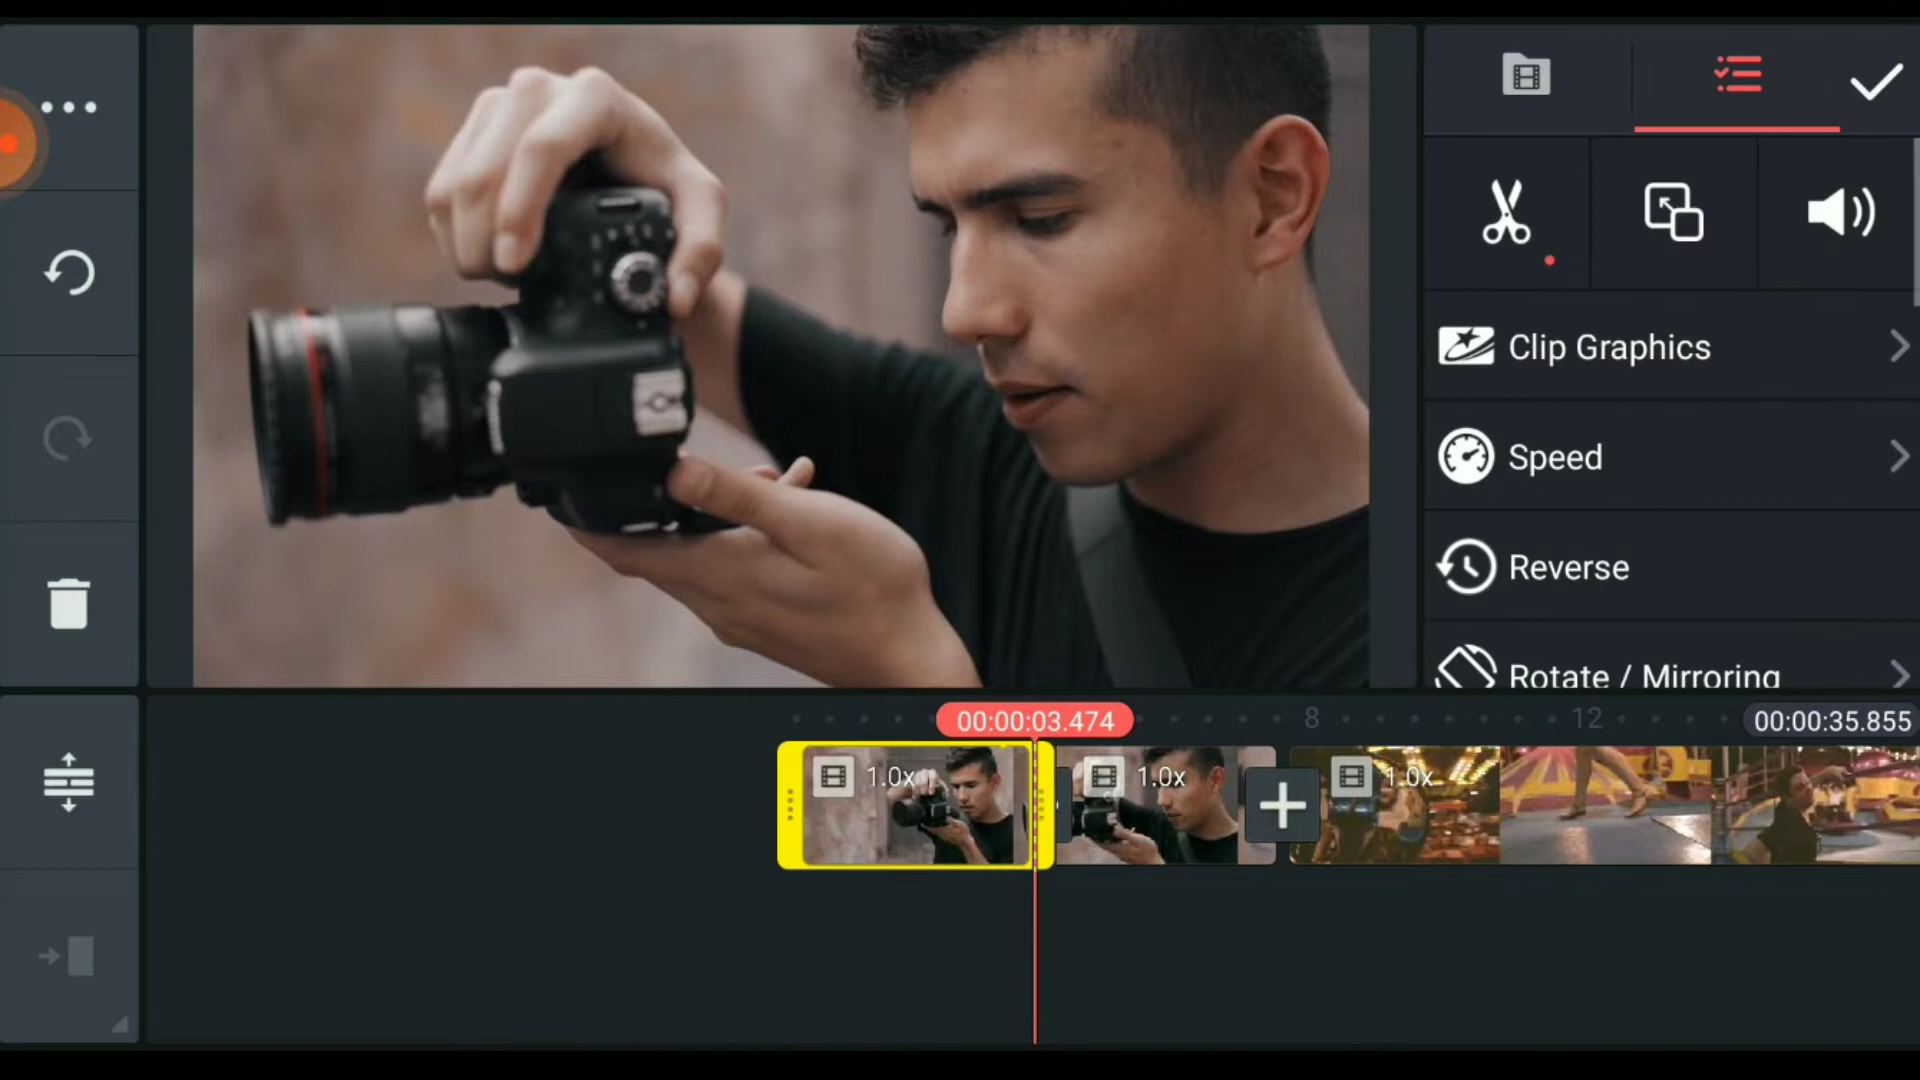 Clip Graphics
Speed
Reverse
Rotate / Mirroring
00:00:03.474
8
12
00:00:35.855
1.0x
1.0x
1.0x